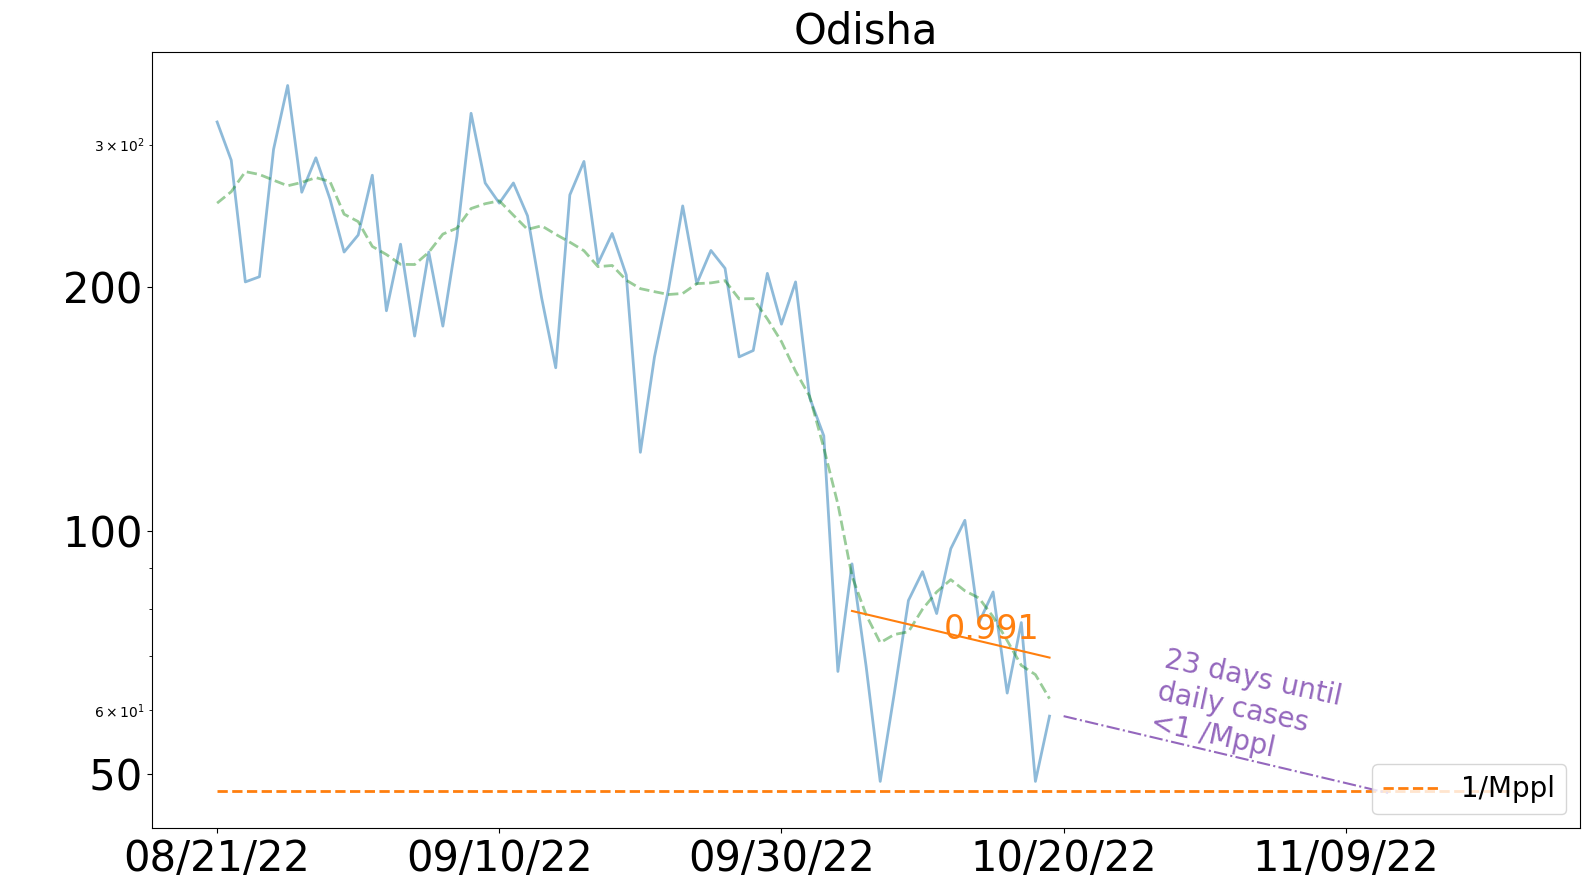 Odisha
3 × 10²
200
100
6 × 10¹
50
0.991
23 days until
daily cases
<1 /Mppl
1/Mppl
08/21/22
09/10/22
09/30/22
10/20/22
11/09/22